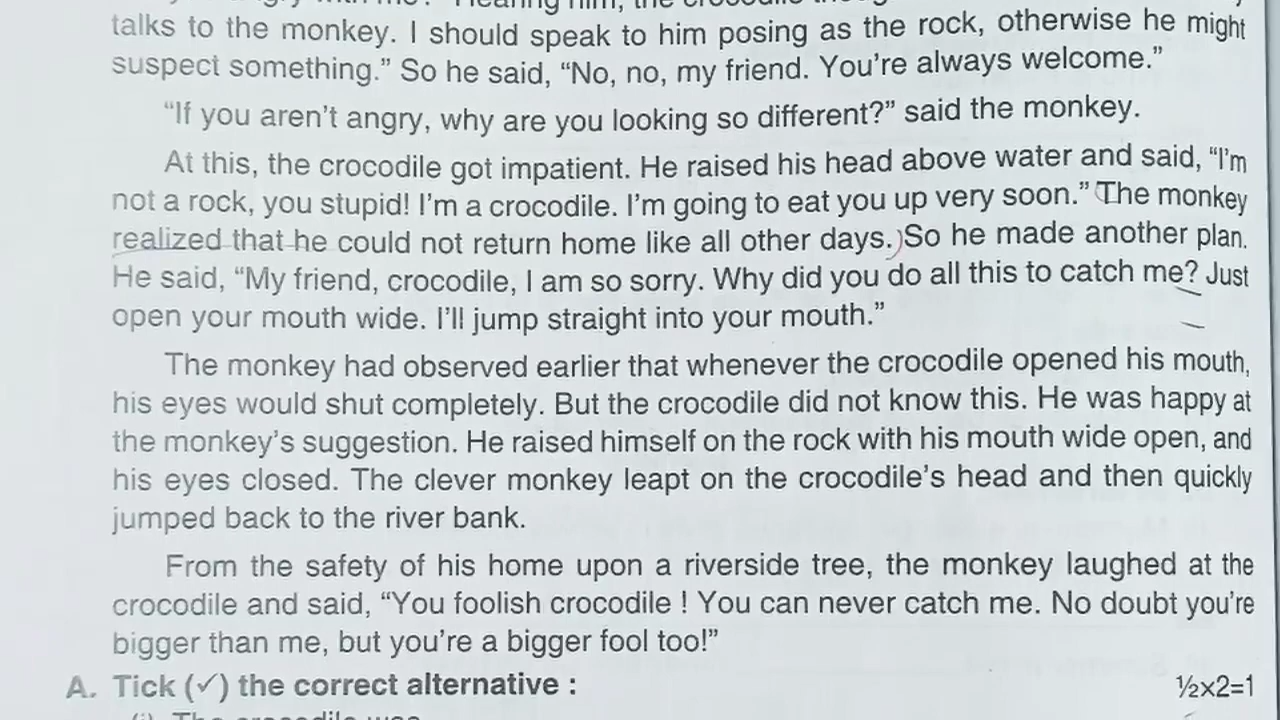 talks to the monkey. I should speak to him posing as the rock, otherwise he might
suspect something.” So he said, “No, no, my friend. You’re always welcome.”
“If you aren’t angry, why are you looking so different?” said the monkey.
At this, the crocodile got impatient. He raised his head above water and said, “I’m
not a rock, you stupid! I’m a crocodile. I’m going to eat you up very soon.” The monkey
realized that he could not return home like all other days. So he made another plan.
He said, “My friend, crocodile, I am so sorry. Why did you do all this to catch me? Just
open your mouth wide. I’ll jump straight into your mouth.”
The monkey had observed earlier that whenever the crocodile opened his mouth,
his eyes would shut completely. But the crocodile did not know this. He was happy at
the monkey’s suggestion. He raised himself on the rock with his mouth wide open, and
his eyes closed. The clever monkey leapt on the crocodile’s head and then quickly
jumped back to the river bank.
From the safety of his home upon a riverside tree, the monkey laughed at the
crocodile and said, “You foolish crocodile ! You can never catch me. No doubt you’re
bigger than me, but you’re a bigger fool too!”
A. Tick (✓) the correct alternative : ½x2=1
(i) The crocodile was